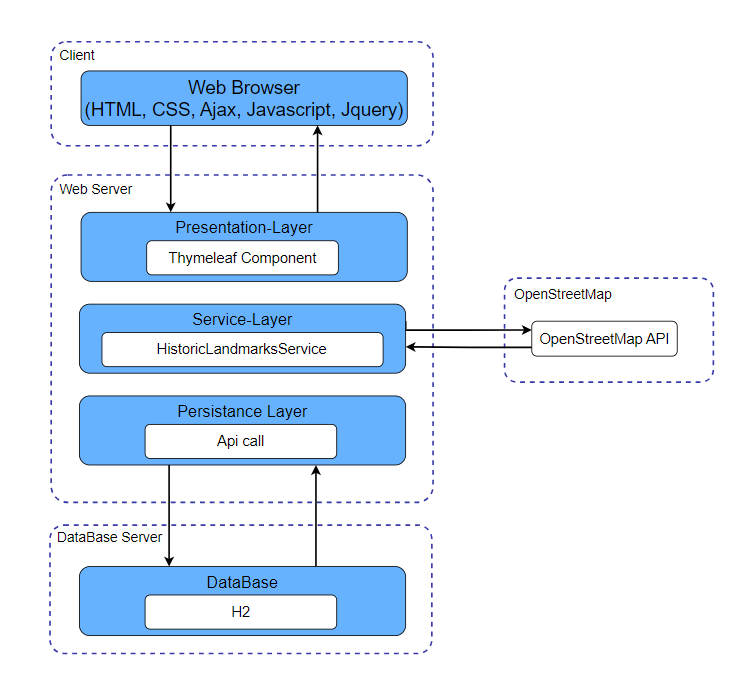 Client
Web Browser
(HTML, CSS, Ajax, Javascript, Jquery)
Web Server
Presentation-Layer
Thymeleaf Component
OpenStreetMap
Service-Layer
OpenStreetMap API
HistoricLandmarksService
Persistance Layer
Api call
DataBase Server
DataBase
H2